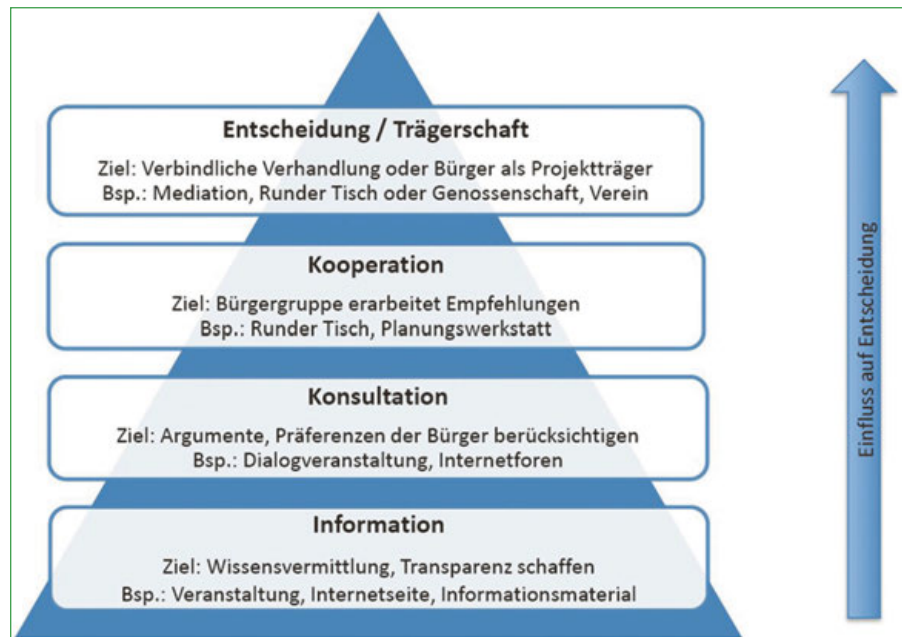 Entscheidung / Trägerschaft
Ziel: Verbindliche Verhandlung oder Bürger als Projektträger
Bsp.: Mediation, Runder Tisch oder Genossenschaft, Verein
Kooperation
Ziel: Bürgergruppe erarbeitet Empfehlungen
Bsp.: Runder Tisch, Planungswerkstatt
Konsultation
Ziel: Argumente, Präferenzen der Bürger berücksichtigen
Bsp.: Dialogveranstaltung, Internetforen
Information
Ziel: Wissensvermittlung, Transparenz schaffen
Bsp.: Veranstaltung, Internetseite, Informationsmaterial
Einfluss auf Entscheidung